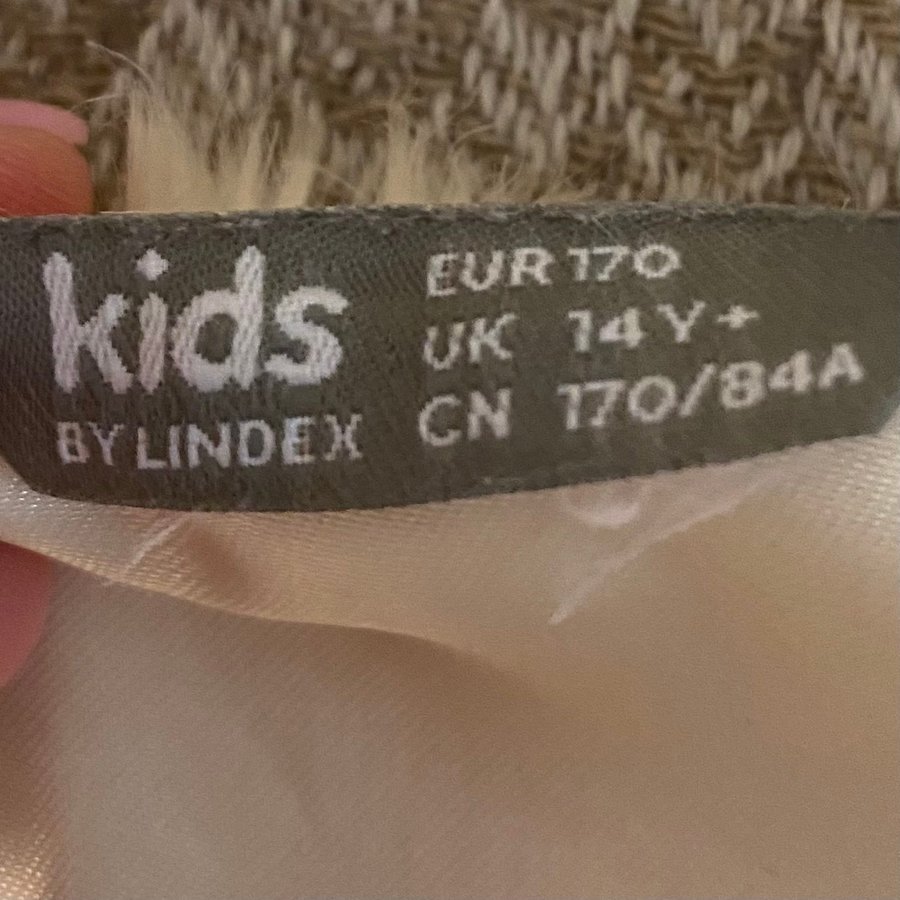 kids
BY LINDEX
EUR 170
UK 14Y+
CN 170/84A